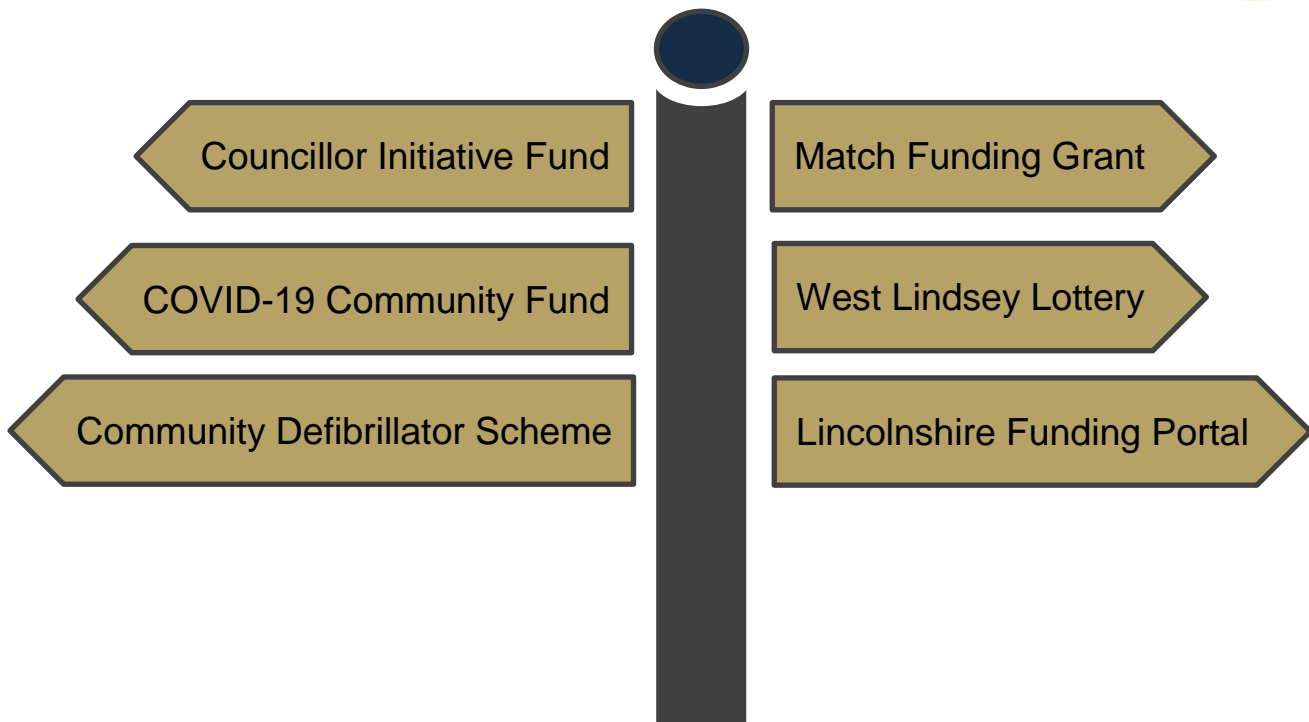 Councillor Initiative Fund
Match Funding Grant
COVID-19 Community Fund
West Lindsey Lottery
Community Defibrillator Scheme
Lincolnshire Funding Portal